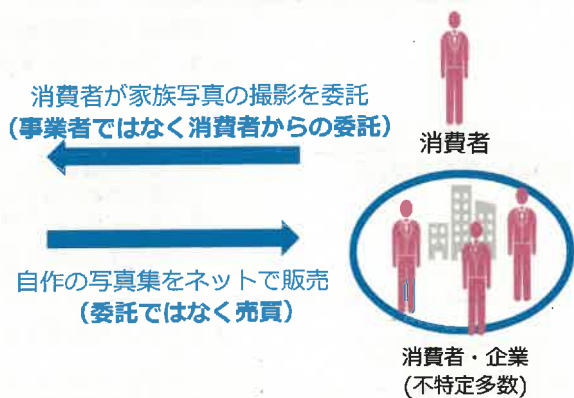 消費者が家族写真の撮影を委託
(事業者ではなく消費者からの委託)
消費者
自作の写真集をネットで販売
(委託ではなく売買)
消費者・企業
(不特定多数)